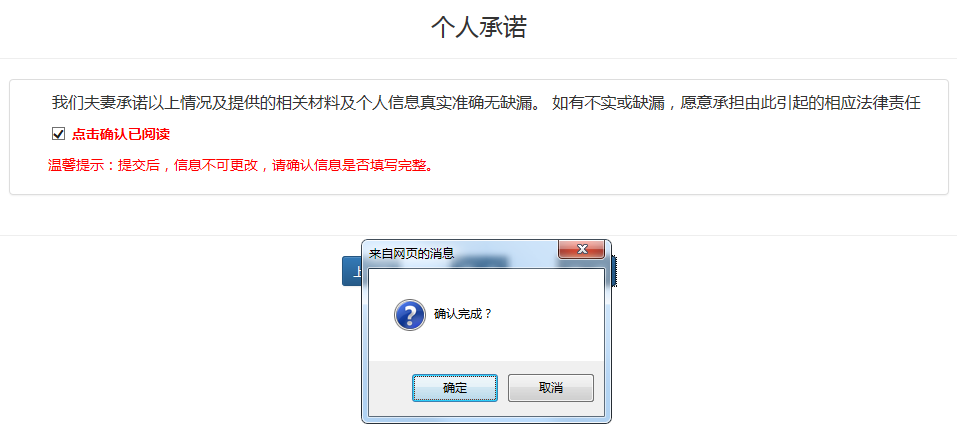 个人承诺
我们夫妻承诺以上情况及提供的相关材料及个人信息真实准确无缺漏。 如有不实或缺漏，愿意承担由此引起的相应法律责任
点击确认已阅读
温馨提示：提交后，信息不可更改，请确认信息是否填写完整。
来自网页的消息
上
确认完成？
确定
取消